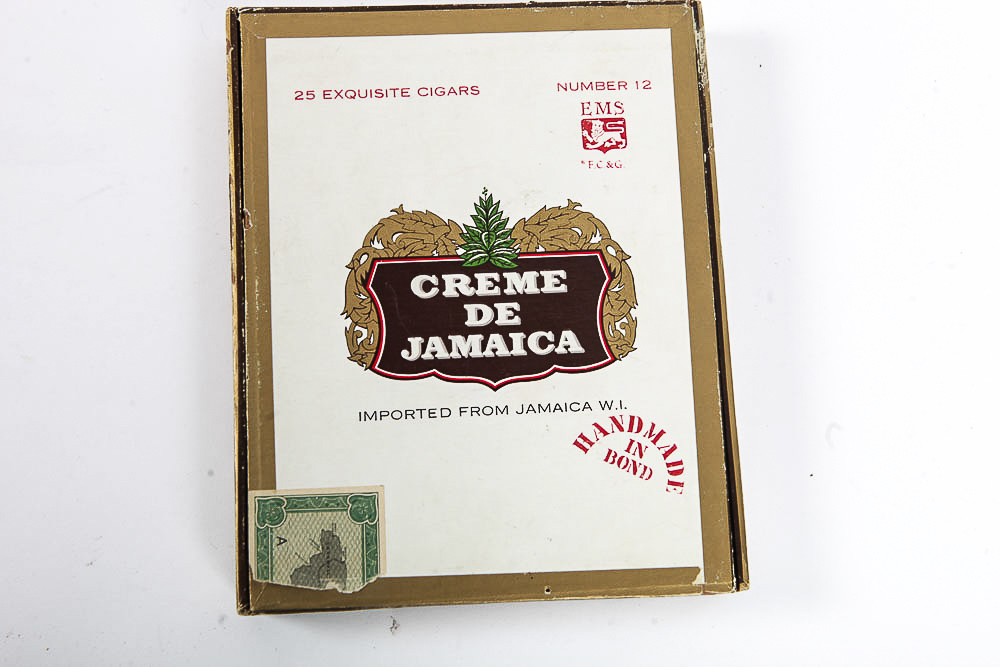 25 EXQUISITE CIGARS
NUMBER 12
EMS
F.C.&G.
CREME
DE
JAMAICA
IMPORTED FROM JAMAICA W.I.
HANDMADE
IN
BOND
A